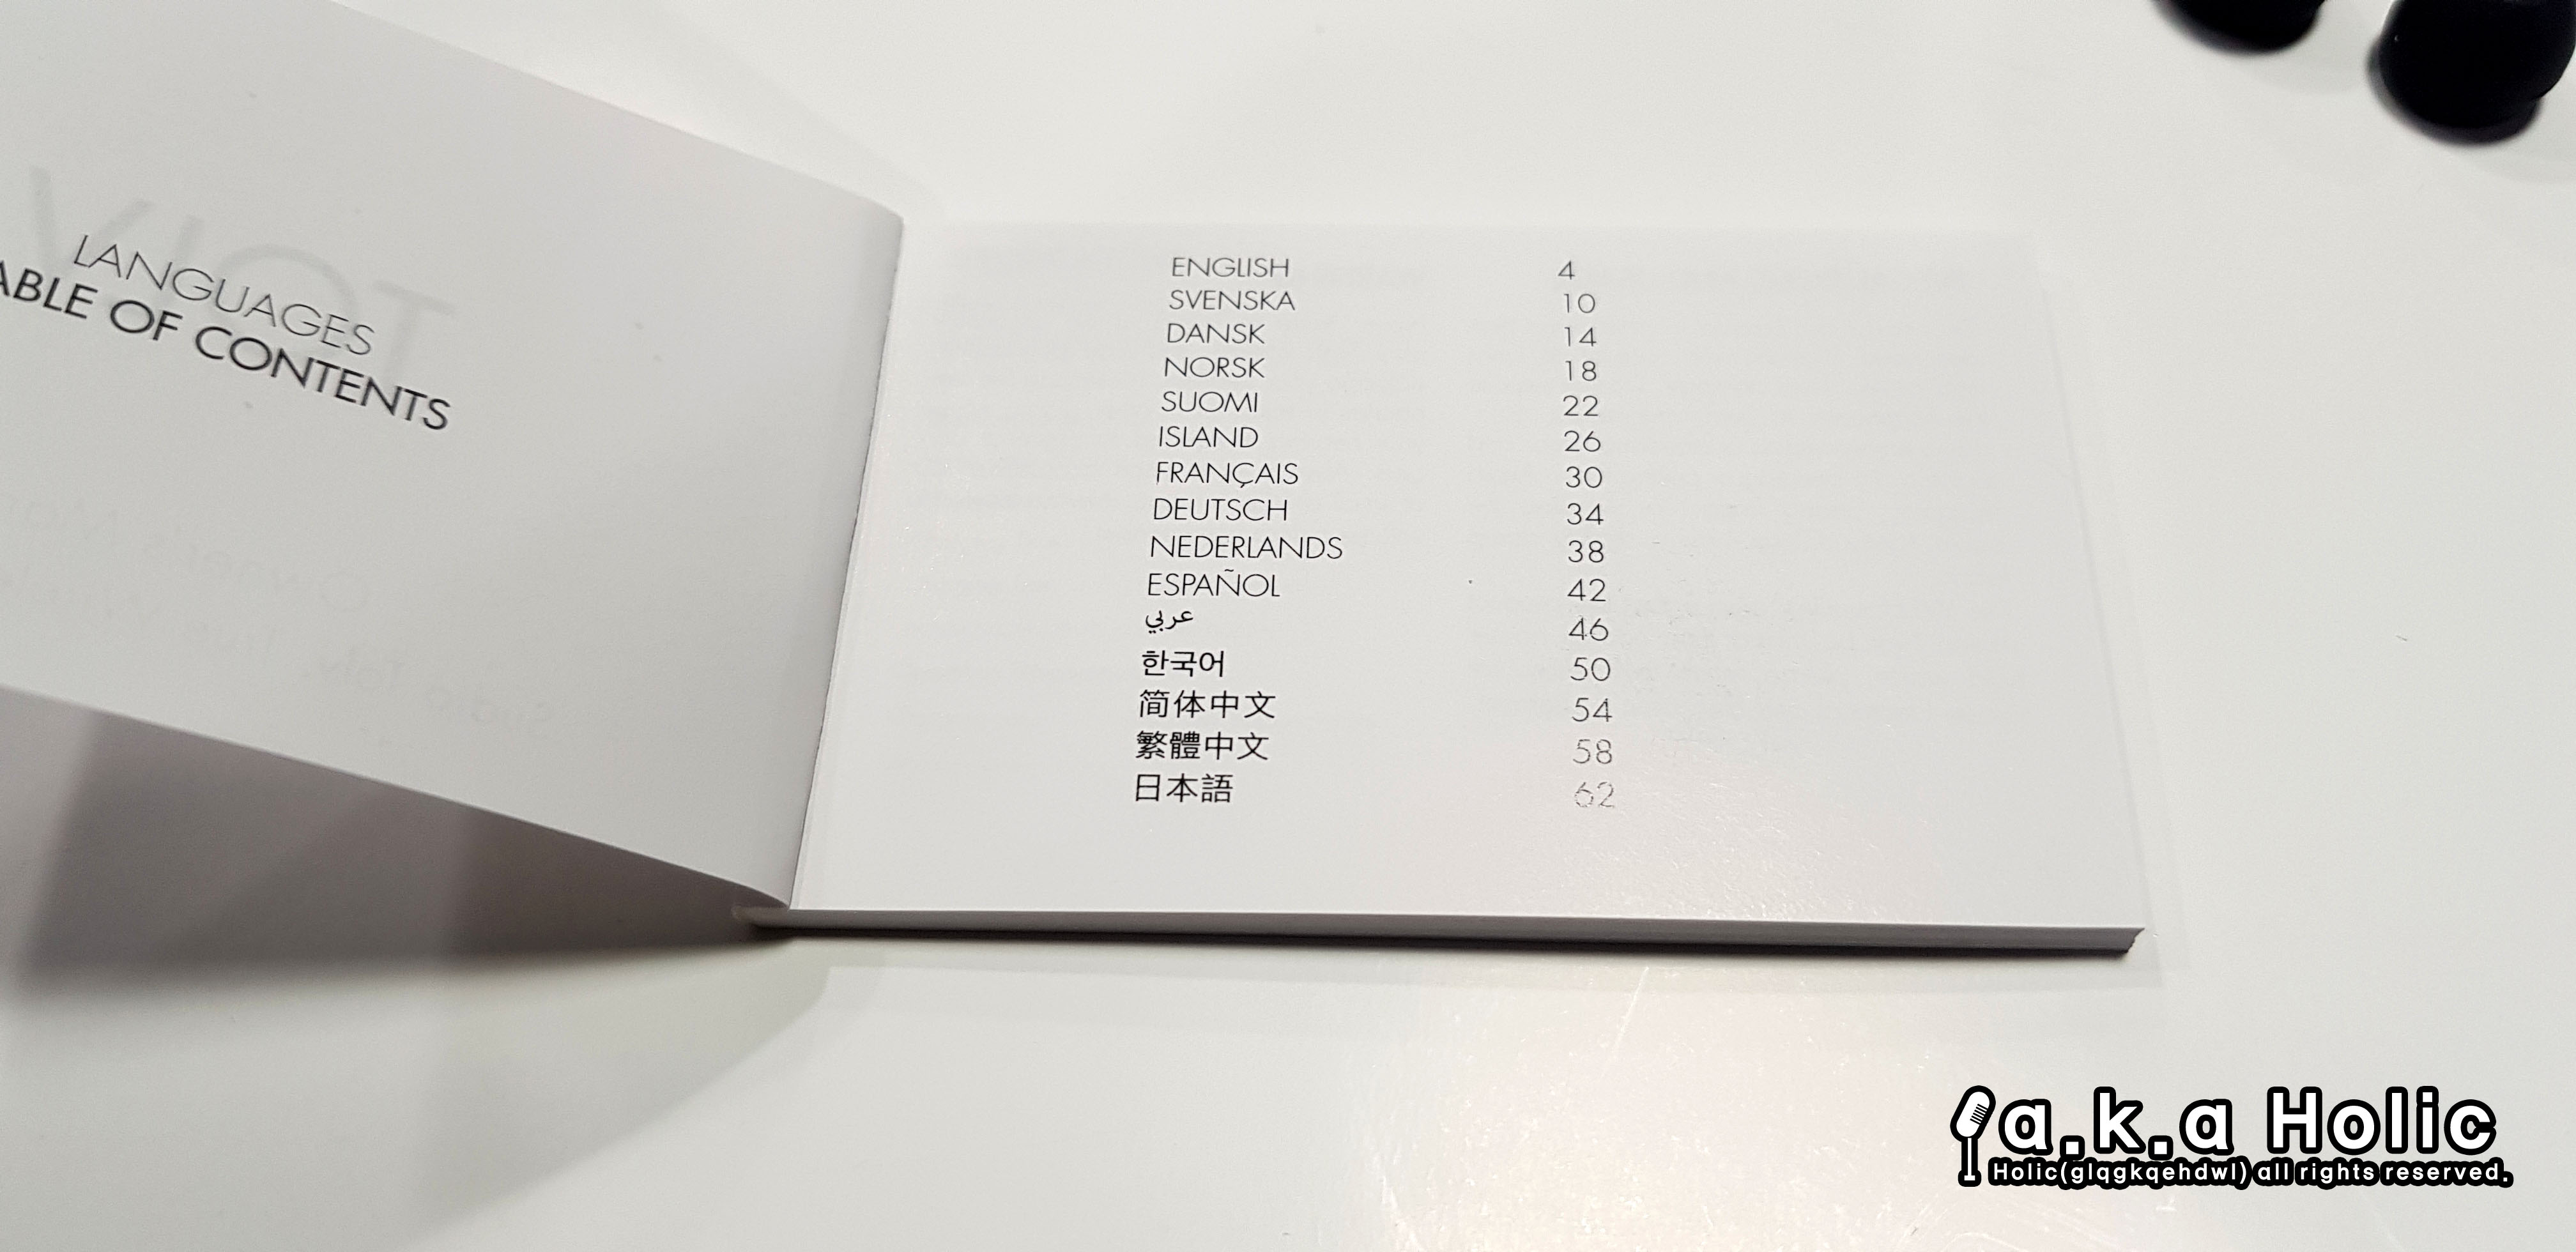 LANGUAGES
ABLE OF CONTENTS
ENGLISH 4
SVENSKA 10
DANSK 14
NORSK 18
SUOMI 22
ISLAND 26
FRANÇAIS 30
DEUTSCH 34
NEDERLANDS 38
ESPAÑOL 42
عربي 46
한국어 50
简体中文 54
繁體中文 58
日本語 62
a.k.a Holic
Holic(glqgkqehdwl) all rights reserved.